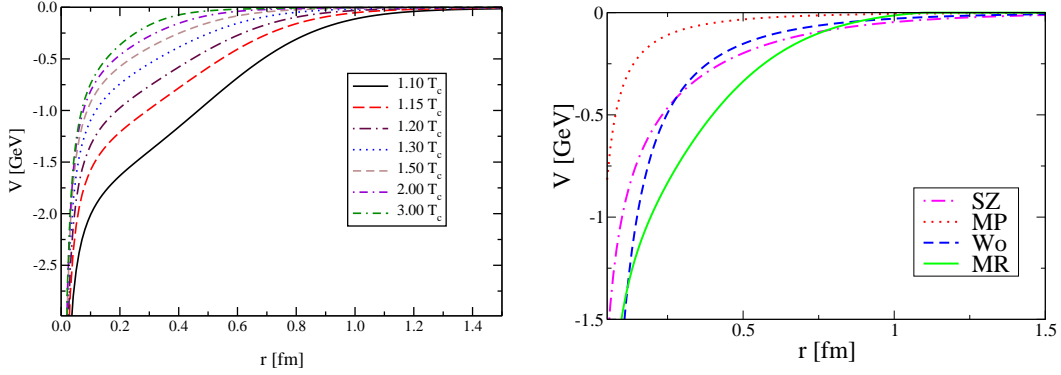 0.0
-0.5
-1.0
-1.5
-2.0
-2.5
V [GeV]
1.10 T_c
1.15 T_c
1.20 T_c
1.30 T_c
1.50 T_c
2.00 T_c
3.00 T_c
0.0 0.2 0.4 0.6 0.8 1.0 1.2 1.4
r [fm]
0
-0.5
-1
-1.5
V [GeV]
SZ
MP
Wo
MR
0.5 1 1.5
r [fm]